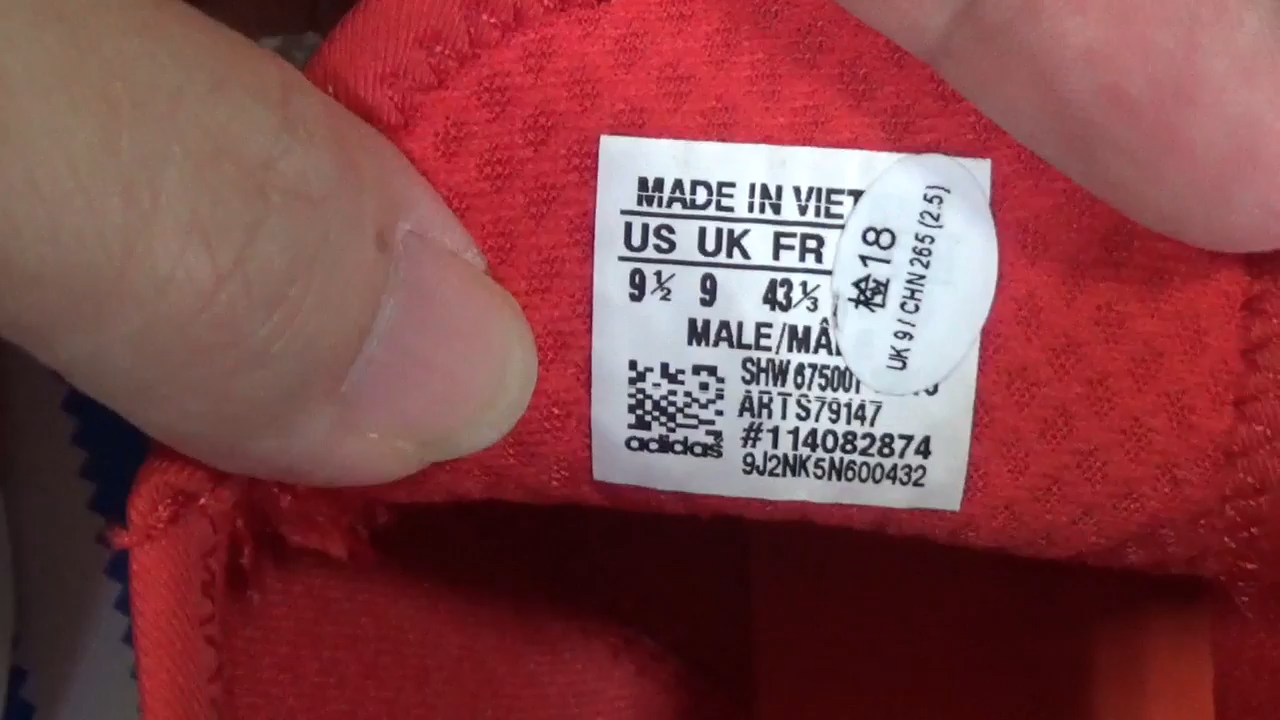 MADE IN VIET
US UK FR
9½ 9 43⅓
MALE/MÂ
SHW 675001
ART S79147
#114082874
9J2NK5N600432
adidas
检18
UK 9 / CHN 265 (2.5)